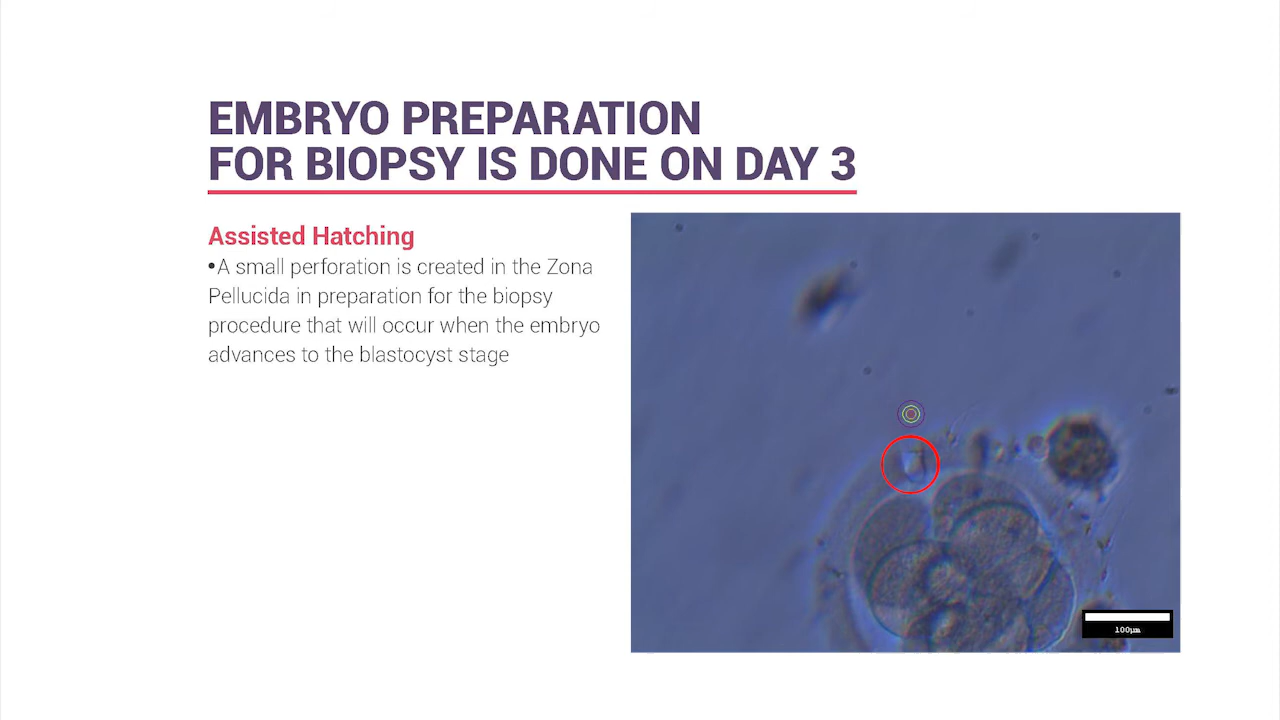 EMBRYO PREPARATION
FOR BIOPSY IS DONE ON DAY 3
Assisted Hatching
•A small perforation is created in the Zona
Pellucida in preparation for the biopsy
procedure that will occur when the embryo
advances to the blastocyst stage
100µm